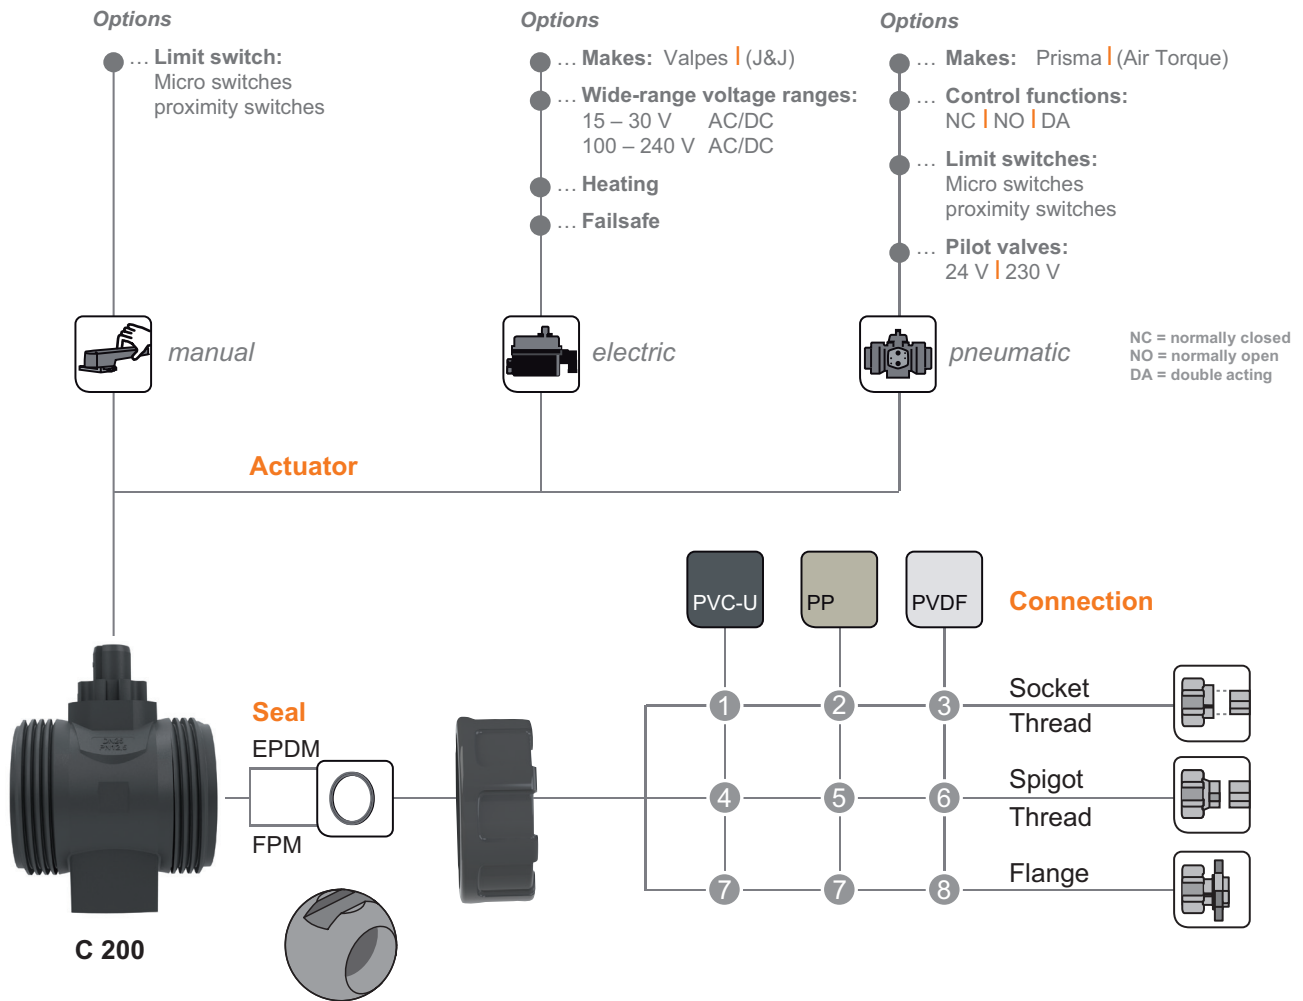 Options
... Limit switch:
Micro switches
proximity switches
manual
Options
... Makes: Valpes | (J&J)
... Wide-range voltage ranges:
15 – 30 V AC/DC
100 – 240 V AC/DC
... Heating
... Failsafe
electric
Options
... Makes: Prisma | (Air Torque)
... Control functions:
NC | NO | DA
... Limit switches:
Micro switches
proximity switches
... Pilot valves:
24 V | 230 V
pneumatic
NC = normally closed
NO = normally open
DA = double acting
Actuator
PVC-U PP PVDF
Connection
Seal
EPDM
FPM
1 2 3
Socket
Thread
4 5 6
Spigot
Thread
7 7 8
Flange
C 200